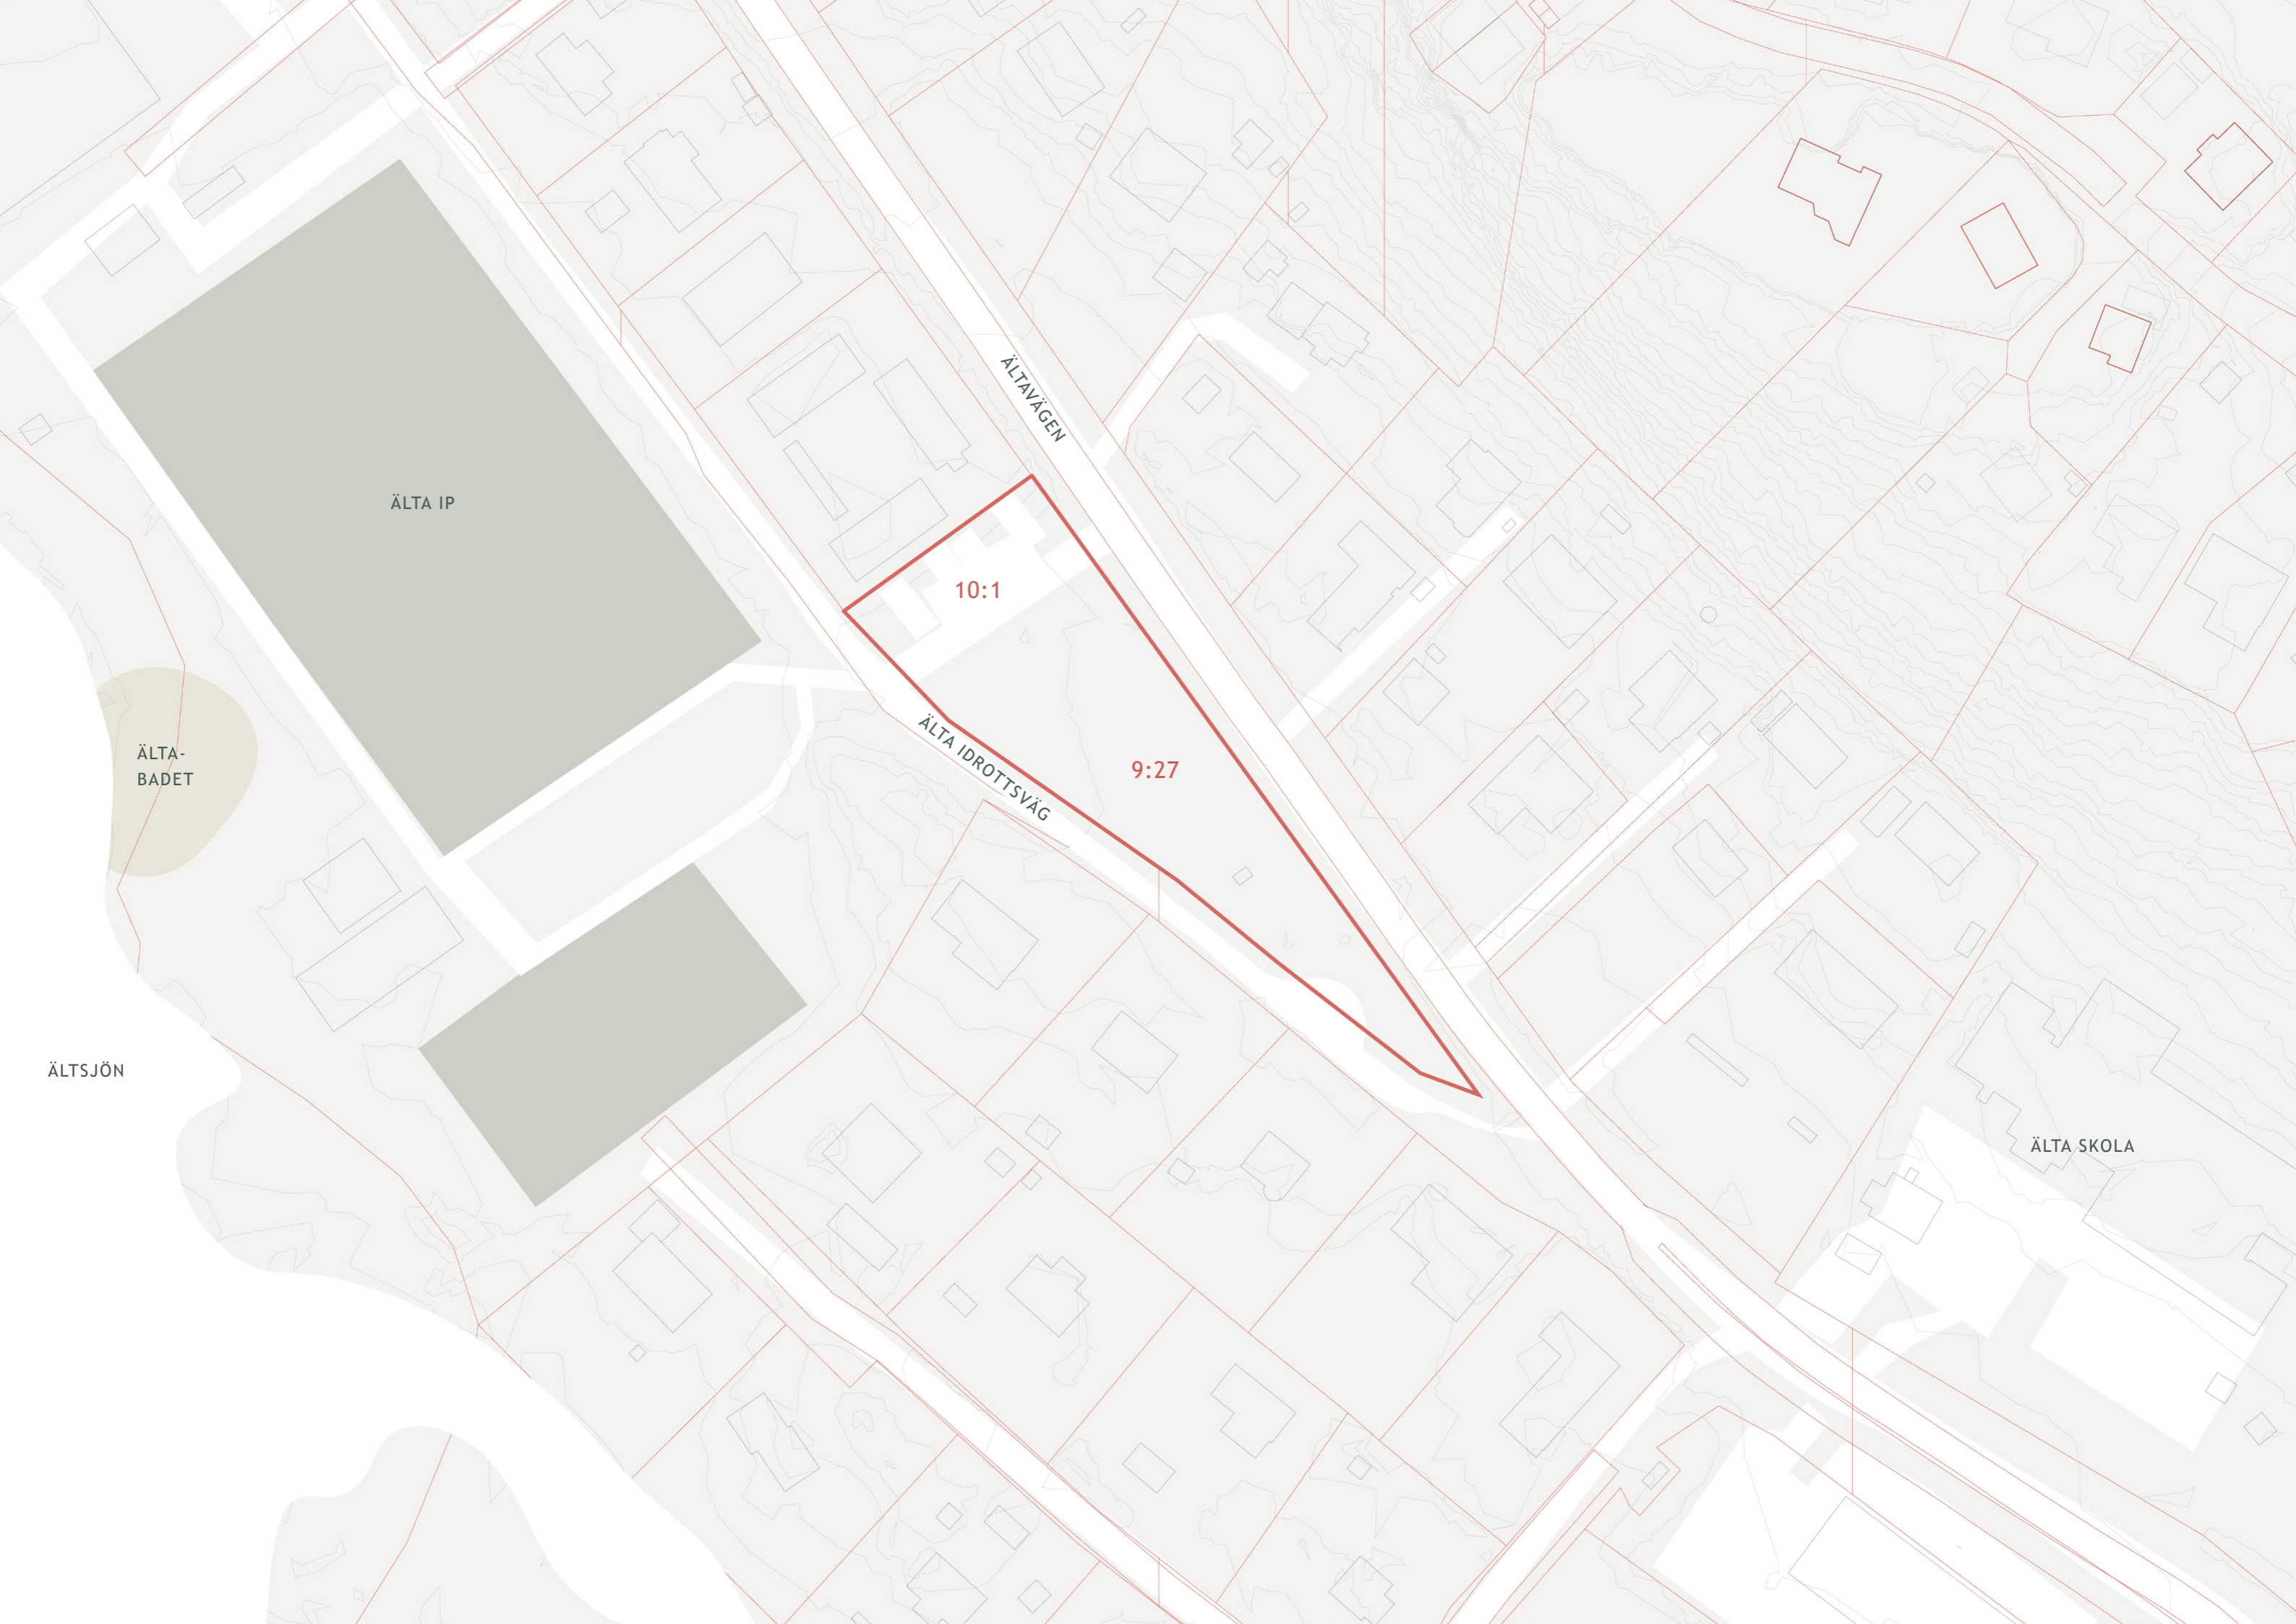 ÄLTAVÄGEN
ÄLTA IP
10:1
ÄLTA IDROTTSVÄG
9:27
ÄLTA-
BADET
ÄLTSJÖN
ÄLTA SKOLA